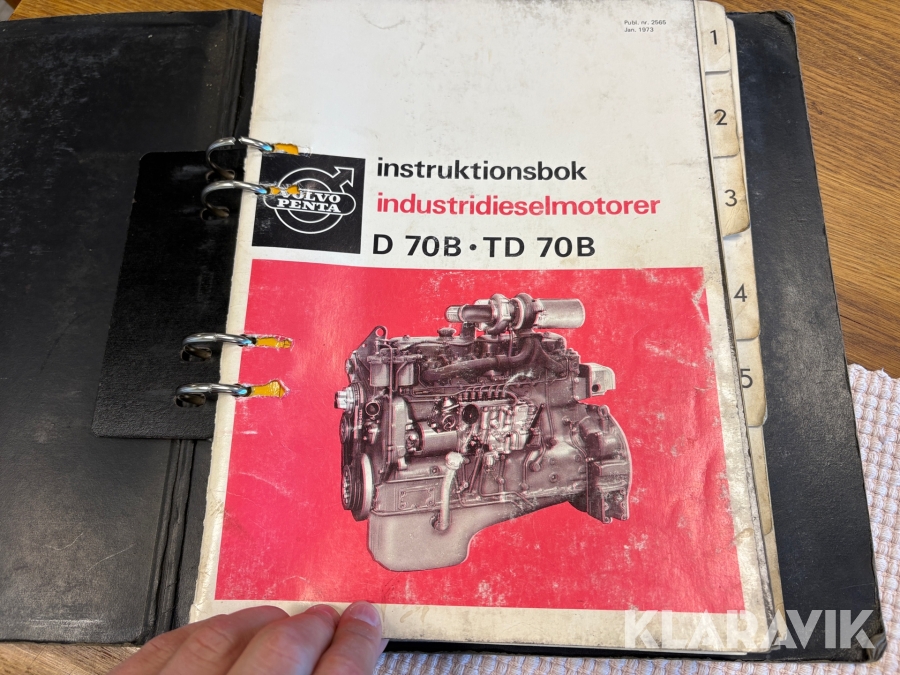 Publ. nr. 2565
Jan. 1973
1
2
3
4
5
VOLVO
PENTA
instruktionsbok
industridieselmotorer
D 70B • TD 70B
KLARAVIK